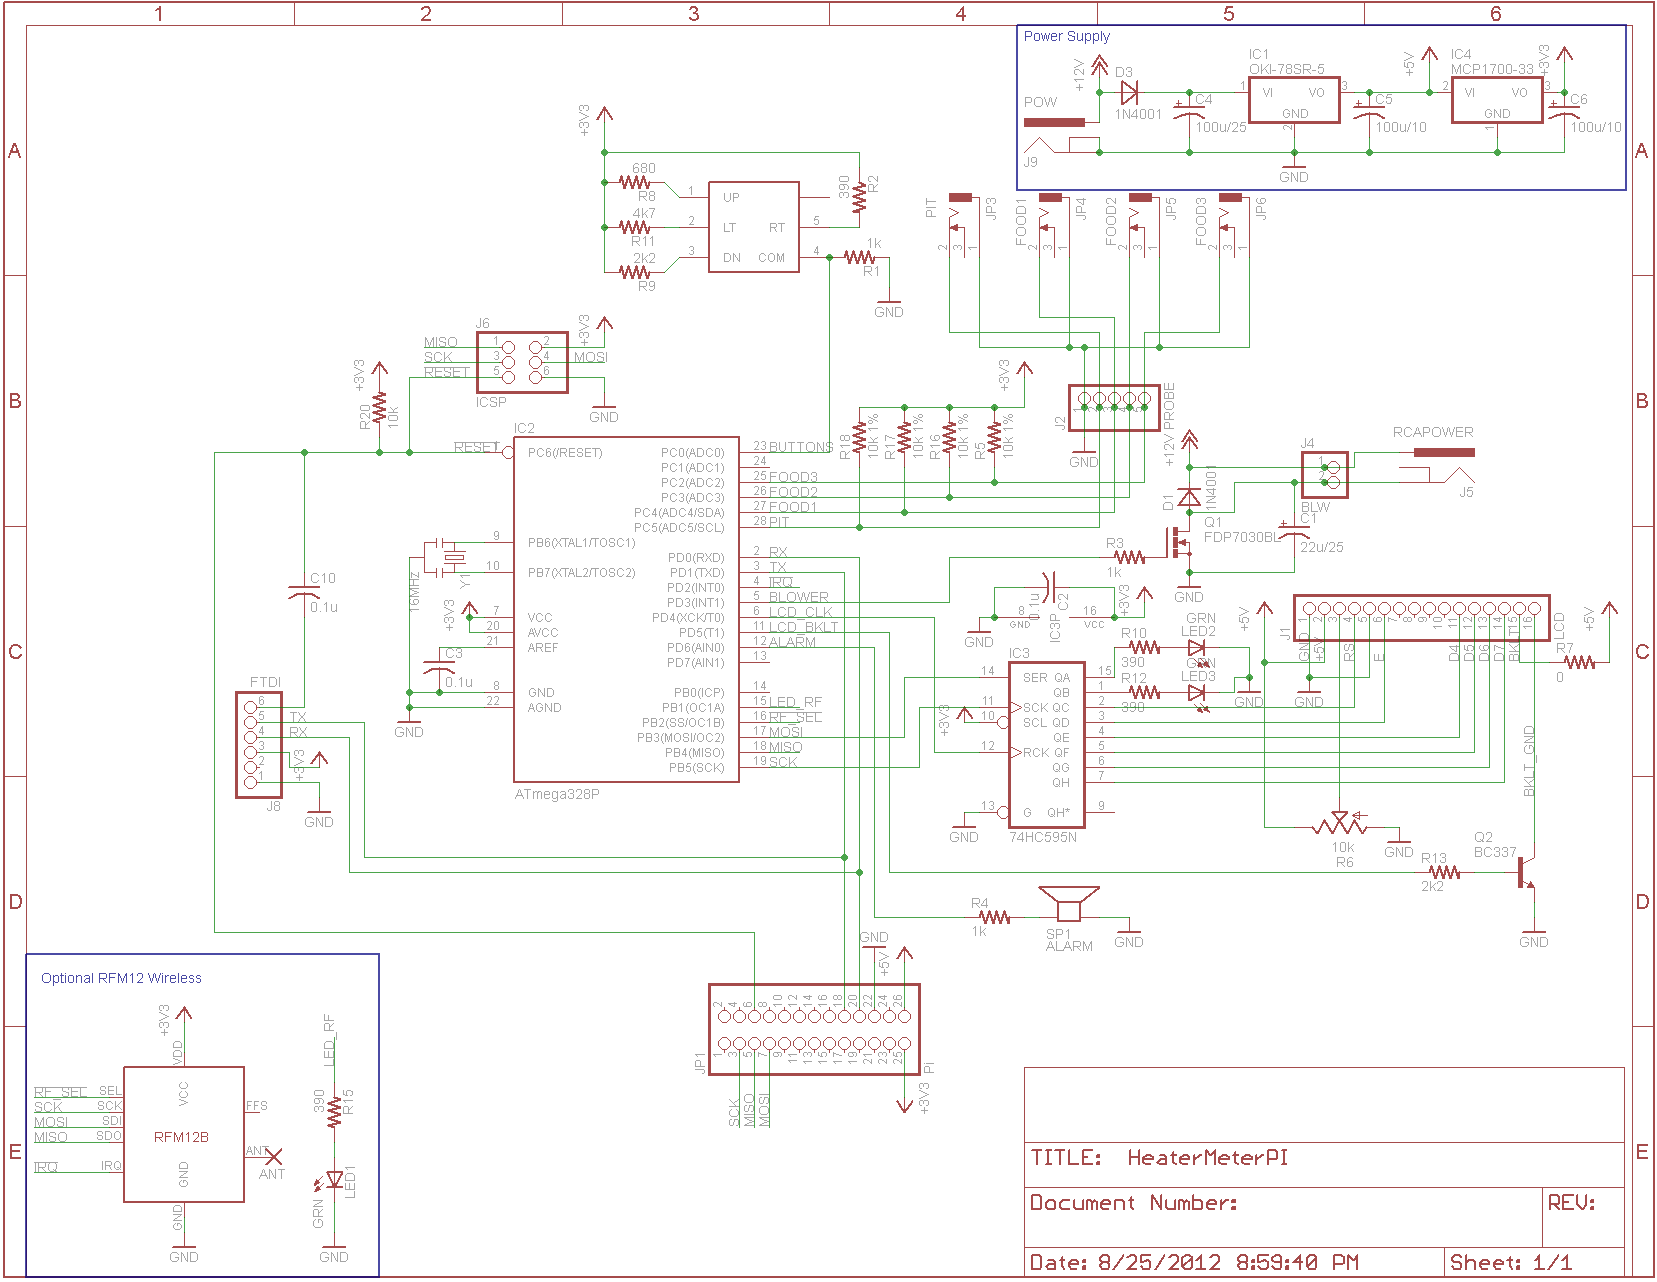 1 2 3 4 5 6
A
B
C
D
E
A
B
C
D
E
Power Supply
POW
J9
+12V
D3
1N4001
C4
100u/25
IC1
OKI-78SR-5
1 VI VO 3
GND
2
C5
100u/10
+5V
IC4
MCP1700-33
2 VI VO 3
GND
1
+3V3
C6
100u/10
GND
+3V3
680
R8
4k7
R11
2k2
R9
1 UP
2 LT RT 5
3 DN COM 4
390
R2
1k
R1
GND
PIT
JP3
2 3 1
FOOD1
JP4
2 3 1
FOOD2
JP5
2 3 1
FOOD3
JP6
2 3 1
J6
MISO 1 2 +3V3
SCK 3 4 MOSI
RESET 5 6
ICSP
GND
+3V3
R20
10k
+3V3
R18
10k 1%
R17
10k 1%
R16
10k 1%
R5
10k 1%
J2
1 2 3 4 5
PROBE
GND
+12V
D1
1N4001
Q1
FDP7030BL
R3
1k
GND
J4
1
2
BLW
RCAPOWER
J5
C1
22u/25
IC2
RESET PC6(/RESET)
9 PB6(XTAL1/TOSC1)
10 PB7(XTAL2/TOSC2)
7 VCC
20 AVCC
21 AREF
8 GND
22 AGND
PC0(ADC0) 23 BUTTONS
PC1(ADC1) 24
PC2(ADC2) 25 FOOD3
PC3(ADC3) 26 FOOD2
PC4(ADC4/SDA) 27 FOOD1
PC5(ADC5/SCL) 28 PIT
PD0(RXD) 2 RX
PD1(TXD) 3 TX
PD2(INT0) 4 IRQ
PD3(INT1) 5 BLOWER
PD4(XCK/T0) 6 LCD_CLK
PD5(T1) 11 LCD_BKLT
PD6(AIN0) 12 ALARM
PD7(AIN1) 13
PB0(ICP) 14
PB1(OC1A) 15 LED_RF
PB2(SS/OC1B) 16 RF_SEL
PB3(MOSI/OC2) 17 MOSI
PB4(MISO) 18 MISO
PB5(SCK) 19 SCK
ATmega328P
16MHz
Y1
+3V3
C3
0.1u
GND
C10
0.1u
FTDI
6
5 TX
4 RX
3
2
1
J8
+3V3
GND
0.1u
C2
8 GND
IC3P
16 VCC
+3V3
GND
IC3
14 SER QA 15
QB 1
11 SCK QC 2
10 SCL QD 3
QE 4
12 RCK QF 5
QG 6
QH 7
13 G QH* 9
74HC595N
+3V3
GND
R10
390
R12
390
GRN
LED2
GRN
LED3
GND
+5V
J1
1 2 3 4 5 6 7 8 9 10 11 12 13 14 15 16
LCD
GND +5V RS E D4 D5 D6 D7 BKLT
GND
+5V
R7
0
BKLT_GND
10k
R6
GND
R13
2k2
Q2
BC337
GND
R4
1k
SP1
ALARM
GND
GND
+5V
2 4 6 8 10 12 14 16 18 20 22 24 26
1 3 5 7 9 11 13 15 17 19 21 23 25
JP1
Pi
SCK MISO MOSI
+3V3
Optional RFM12 Wireless
+3V3
VDD
VCC
RF_SEL SEL
SCK SCK
MOSI SDI
MISO SDO
IRQ IRQ
RFM12B
FFS
ANT
ANT
GND
GND
GND
LED_RF
390
R15
LED1
GRN
GND
TITLE: HeaterMeterPI
Document Number:
REV:
Date: 8/25/2012 8:59:40 PM
Sheet: 1/1